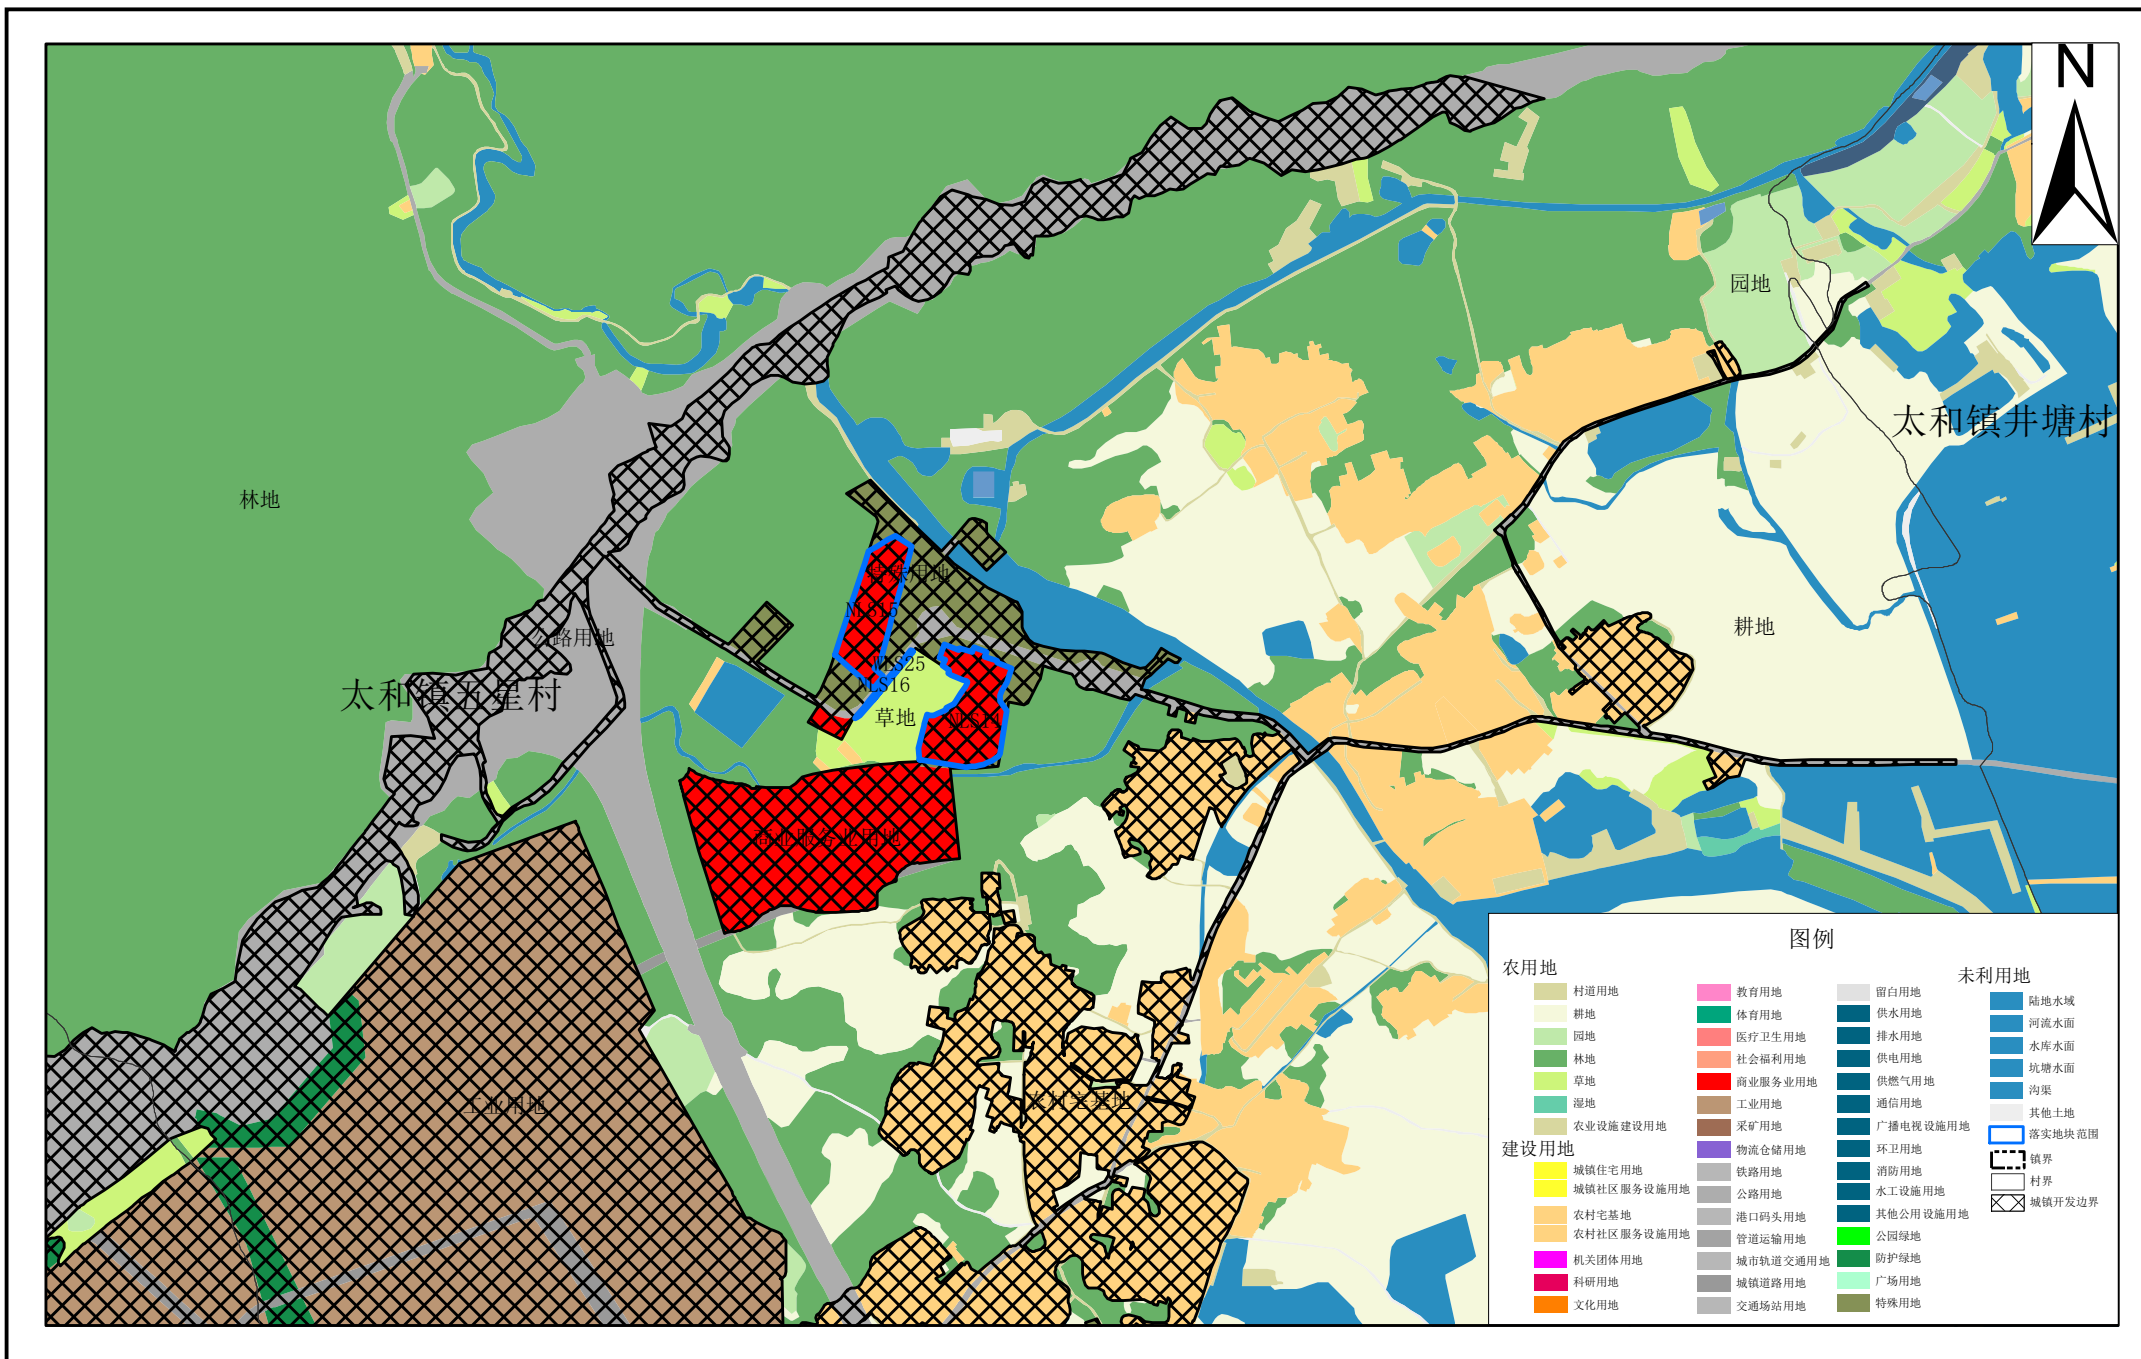 N
园地
太和镇井塘村
林地
特殊用地
NLS15
耕地
公路用地
NLS25
NLS16
太和镇五星村
草地
NLS14
商业服务业用地
工业用地
农村宅基地
图例
农用地
村道用地
耕地
园地
林地
草地
湿地
农业设施建设用地
建设用地
城镇住宅用地
城镇社区服务设施用地
农村宅基地
农村社区服务设施用地
机关团体用地
科研用地
文化用地
教育用地
体育用地
医疗卫生用地
社会福利用地
商业服务业用地
工业用地
采矿用地
物流仓储用地
铁路用地
公路用地
港口码头用地
管道运输用地
城市轨道交通用地
城镇道路用地
交通场站用地
留白用地
供水用地
排水用地
供电用地
供燃气用地
通信用地
广播电视设施用地
环卫用地
消防用地
水工设施用地
其他公用设施用地
公园绿地
防护绿地
广场用地
特殊用地
未利用地
陆地水域
河流水面
水库水面
坑塘水面
沟渠
其他土地
落实地块范围
镇界
村界
城镇开发边界